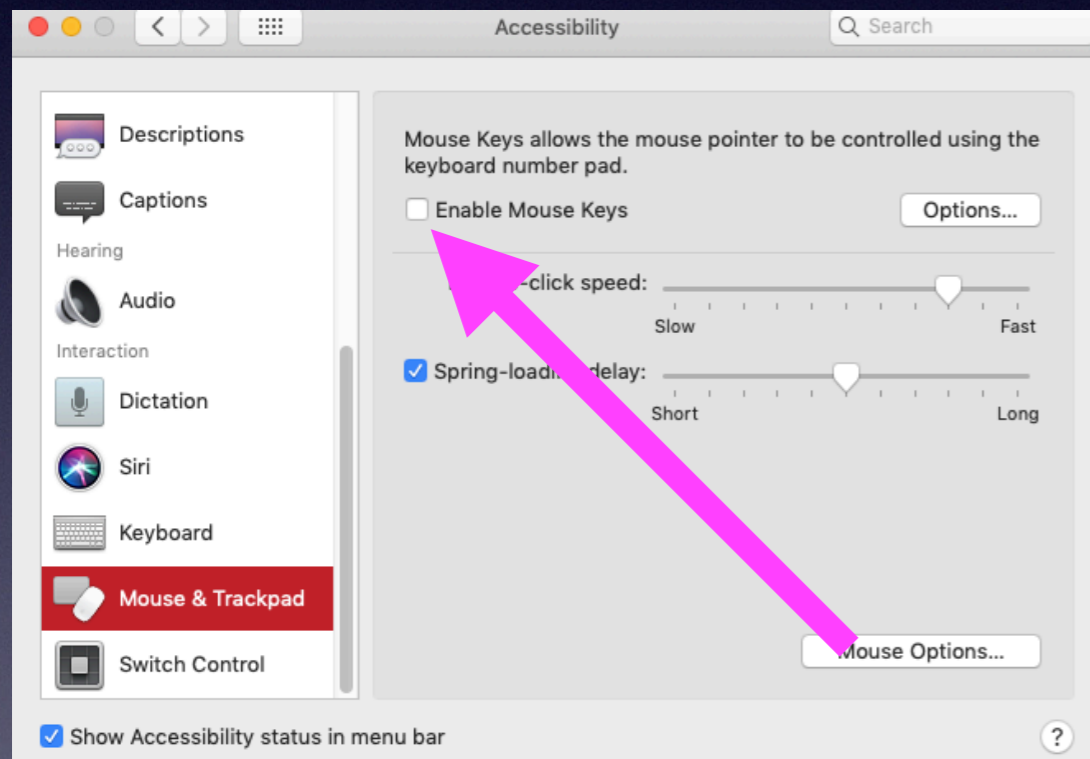 Accessibility
Search
Descriptions
Captions
Hearing
Audio
Interaction
Dictation
Siri
Keyboard
Mouse & Trackpad
Switch Control
Mouse Keys allows the mouse pointer to be controlled using the
keyboard number pad.
Enable Mouse Keys
Options...
-click speed:
Slow
Fast
Spring-loading delay:
Short
Long
Mouse Options...
Show Accessibility status in menu bar
?